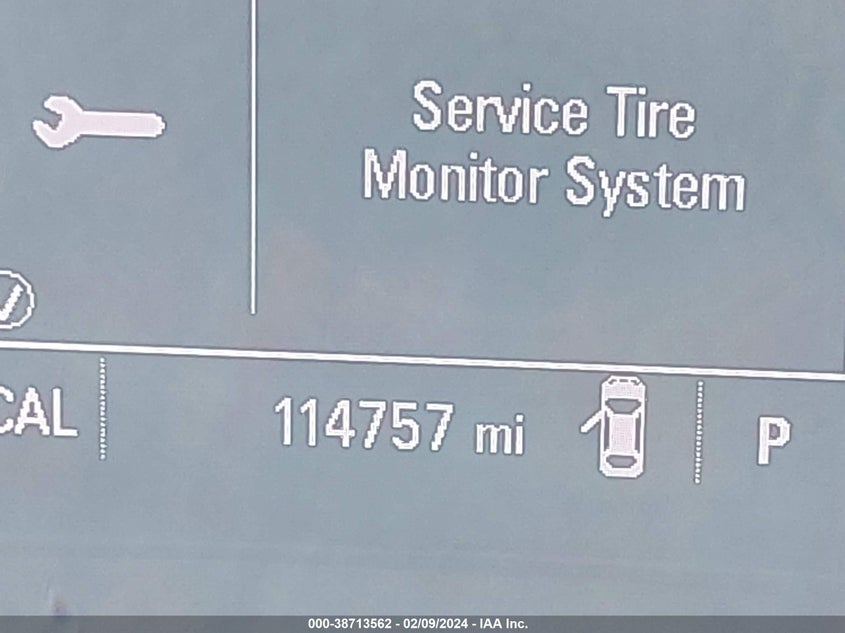 Service Tire
Monitor System
CAL
114757 mi
P
000-38713562 - 02/09/2024 - IAA Inc.